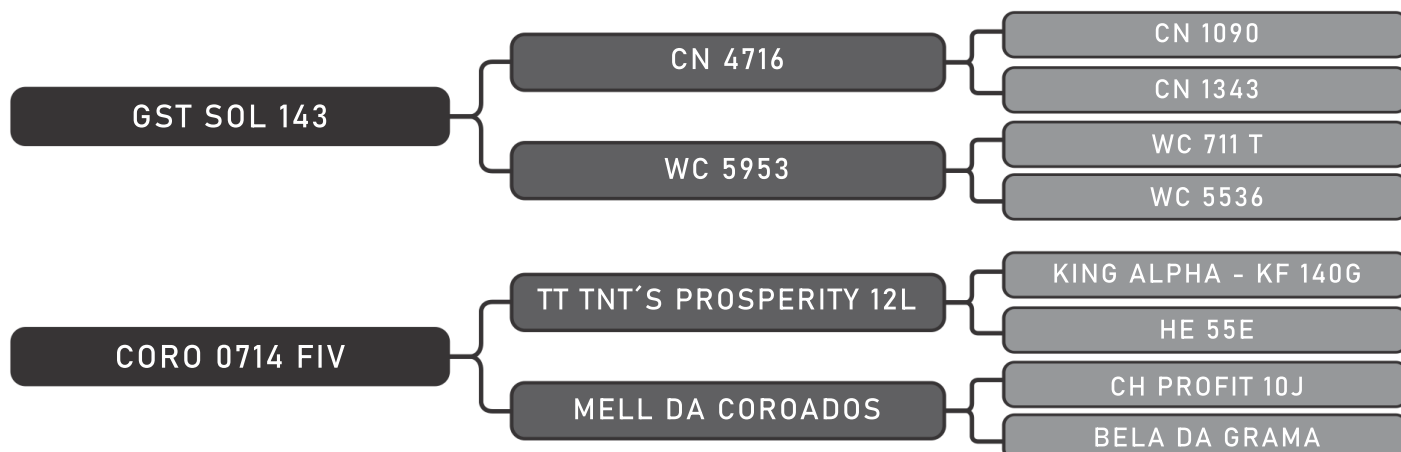 GST SOL 143
CN 4716
CN 1090
CN 1343
WC 5953
WC 711 T
WC 5536
CORO 0714 FIV
TT TNT´S PROSPERITY 12L
KING ALPHA - KF 140G
HE 55E
MELL DA COROADOS
CH PROFIT 10J
BELA DA GRAMA